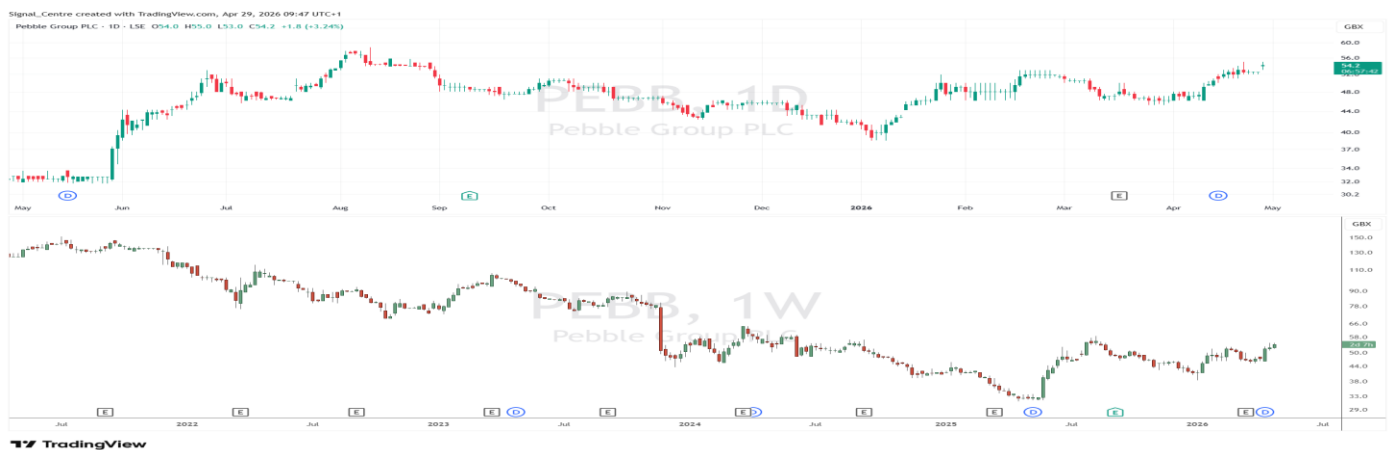 Signal_Centre created with TradingView.com, Apr 29, 2026 09:47 UTC+1
Pebble Group PLC · 1D · LSE O54.0 H55.0 L53.0 C54.2 +1.8 (+3.24%)
GBX
60.0
56.0
54.2
06:57:42
48.0
44.0
40.0
37.0
34.0
32.0
30.2
PEBB, 1D
Pebble Group PLC
D
E
E
D
May Jun Jul Aug Sep Oct Nov Dec 2026 Feb Mar Apr May
GBX
150.0
130.0
110.0
90.0
78.0
66.0
58.0
2d 7h
50.0
44.0
38.0
33.0
29.0
PEBB, 1W
Pebble Group PLC
E E E E D E E D E E D E E D
Jul 2022 Jul 2023 Jul 2024 Jul 2025 Jul 2026 Jul
TradingView